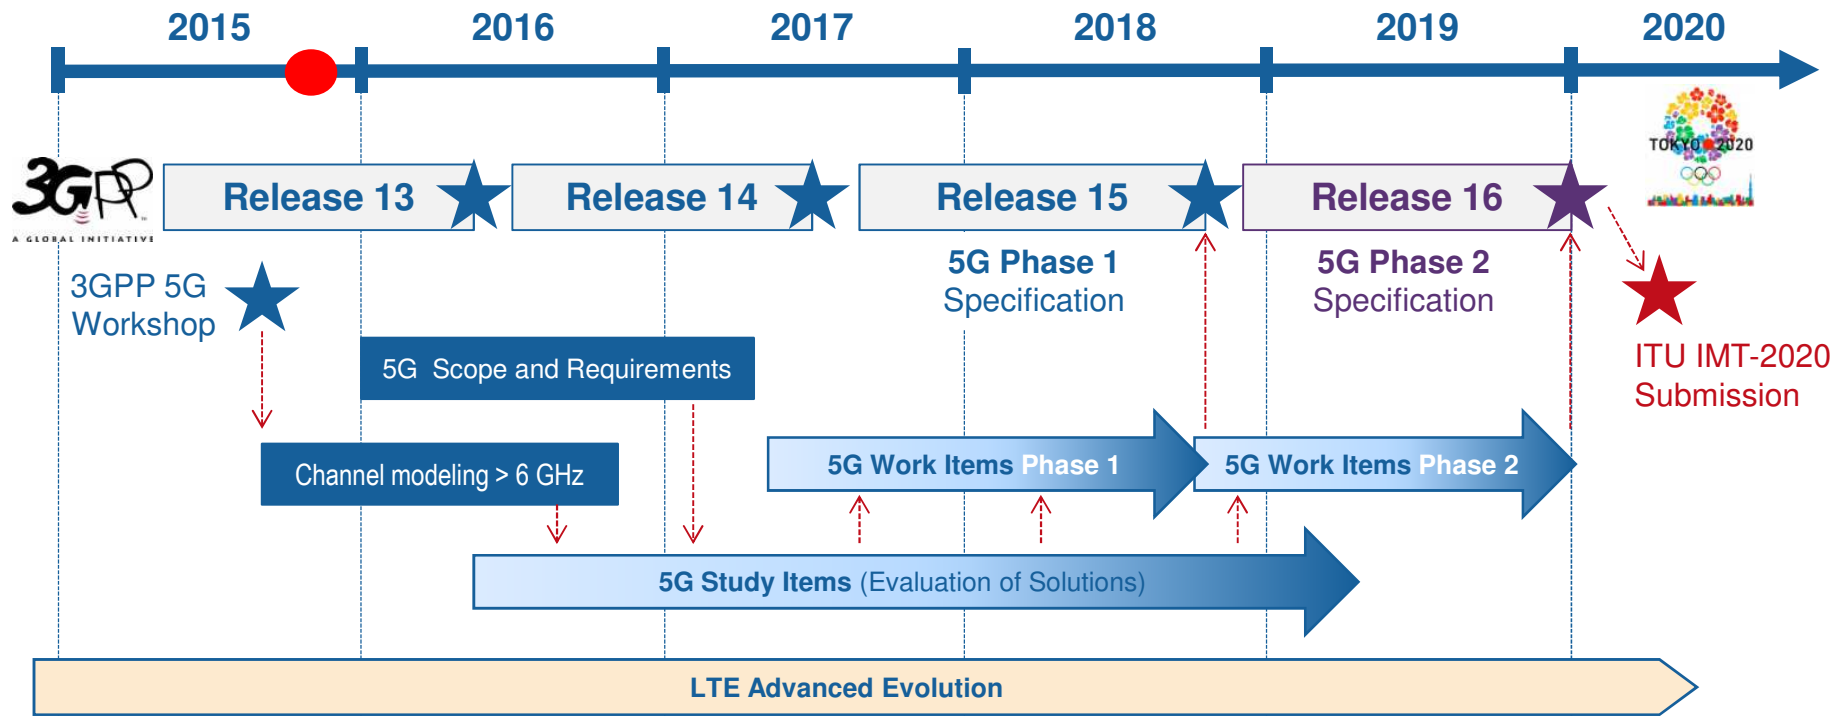 2015 2016 2017 2018 2019 2020
3GPP
A GLOBAL INITIATIVE
TOKYO 2020
Release 13 Release 14 Release 15 Release 16
3GPP 5G
Workshop
5G Phase 1
Specification
5G Phase 2
Specification
ITU IMT-2020
Submission
5G Scope and Requirements
Channel modeling > 6 GHz
5G Work Items Phase 1
5G Work Items Phase 2
5G Study Items (Evaluation of Solutions)
LTE Advanced Evolution